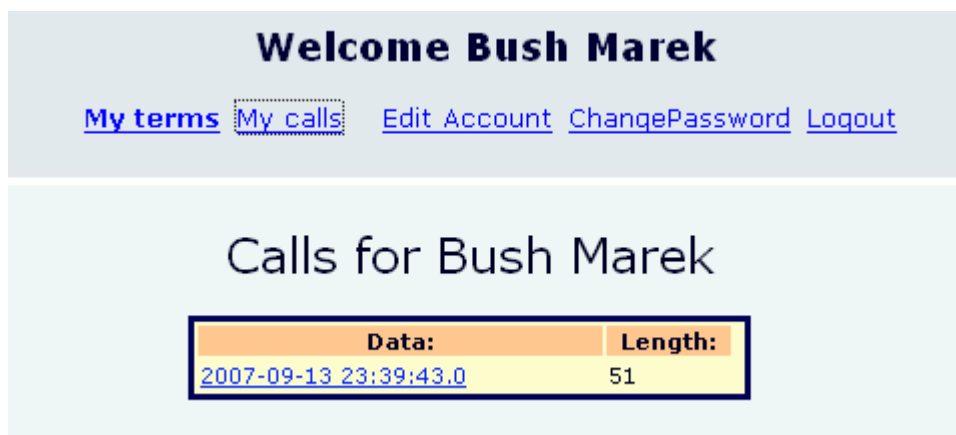 Welcome Bush Marek
My terms My calls Edit Account ChangePassword Logout
Calls for Bush Marek
Data: Length:
2007-09-13 23:39:43.0 51